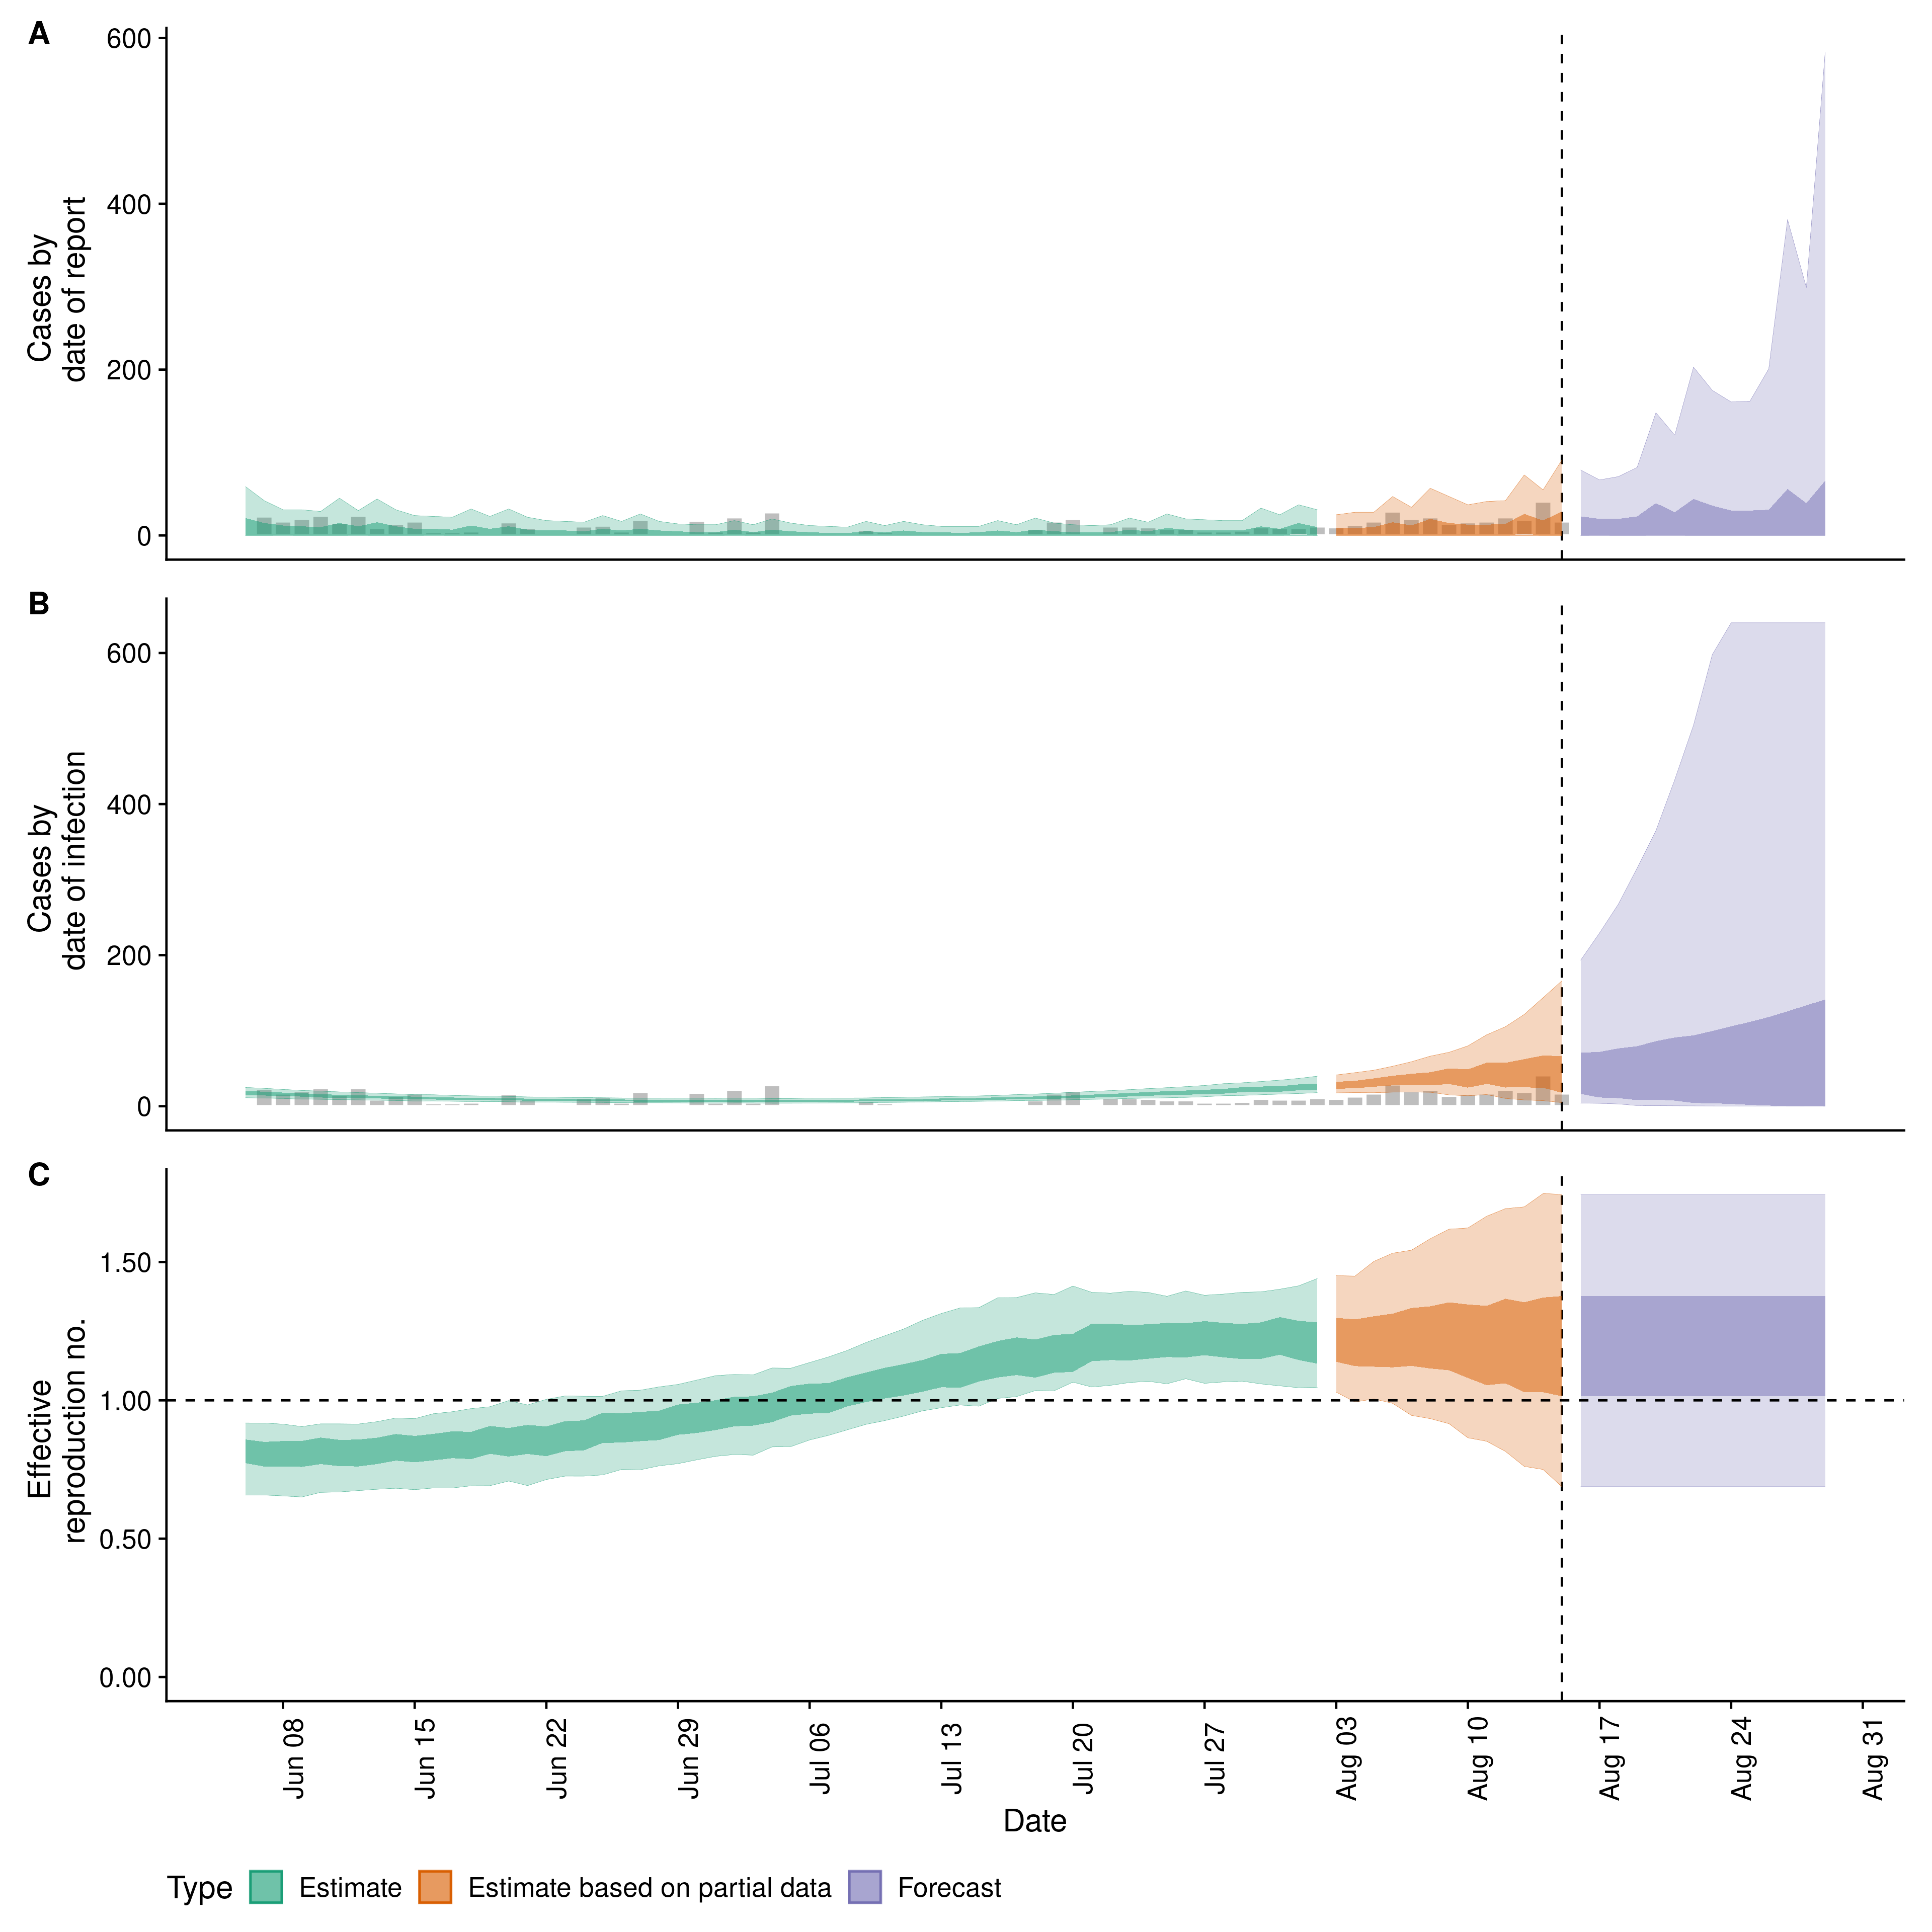 A
600
400
200
0
Cases by
date of report
B
600
400
200
0
Cases by
date of infection
C
1.50
1.00
0.50
0.00
Effective
reproduction no.
Jun 08
Jun 15
Jun 22
Jun 29
Jul 06
Jul 13
Jul 20
Jul 27
Aug 03
Aug 10
Aug 17
Aug 24
Aug 31
Date
Type Estimate Estimate based on partial data Forecast